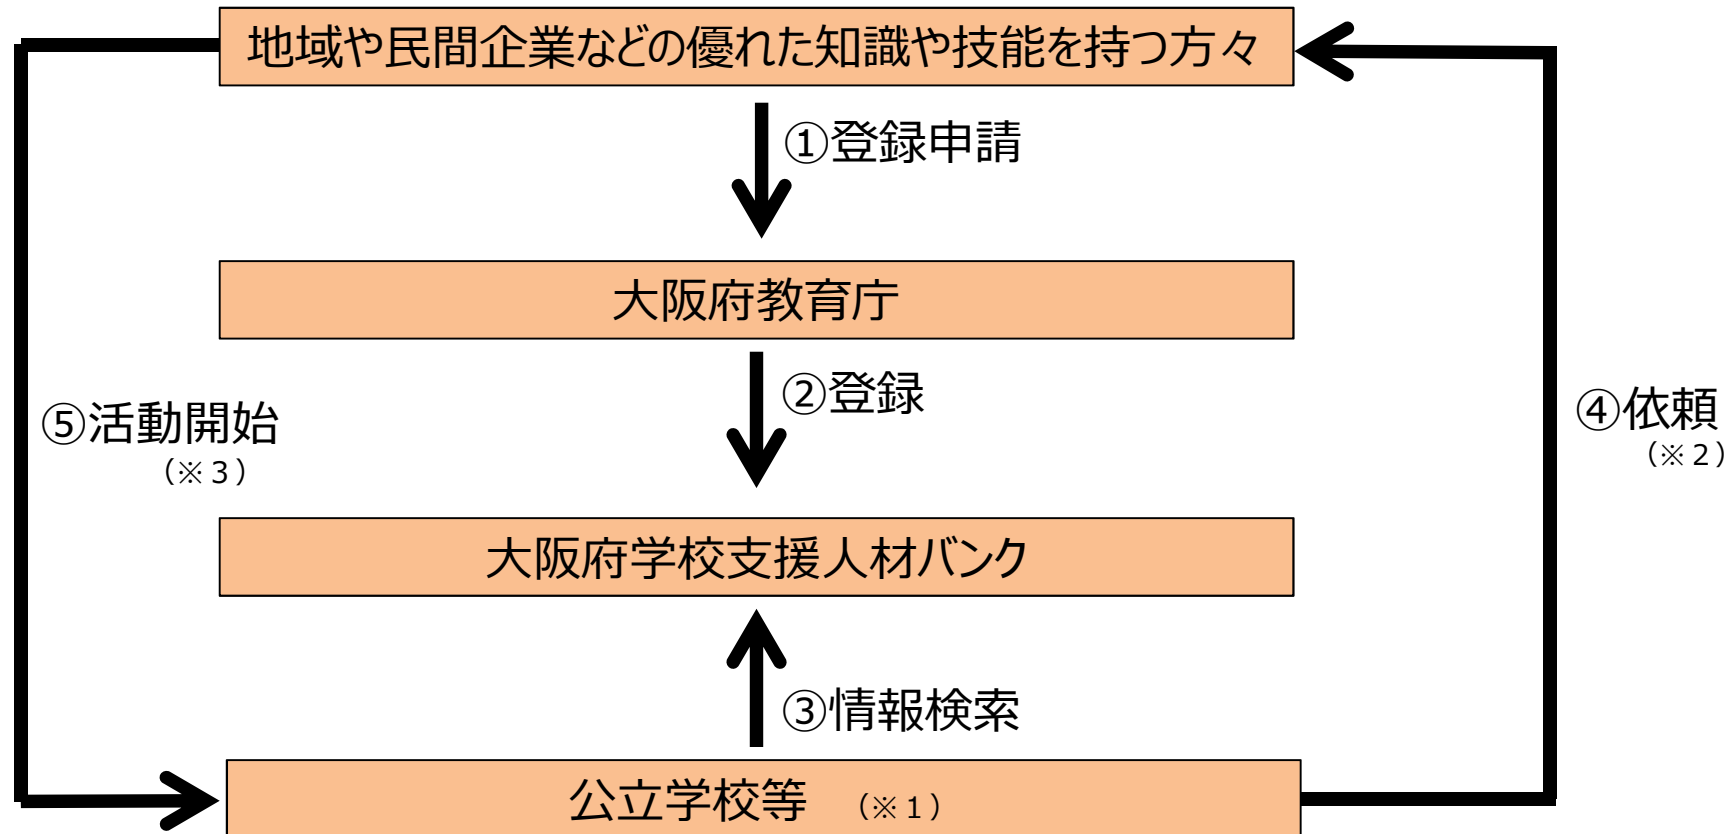 地域や民間企業などの優れた知識や技能を持つ方々
①登録申請
大阪府教育庁
②登録
⑤活動開始
（※３）
④依頼
（※２）
大阪府学校支援人材バンク
③情報検索
公立学校等 （※１）